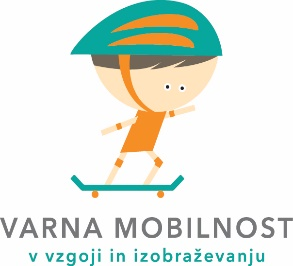 VARNA MOBILNOST
v vzgoji in izobraževanju